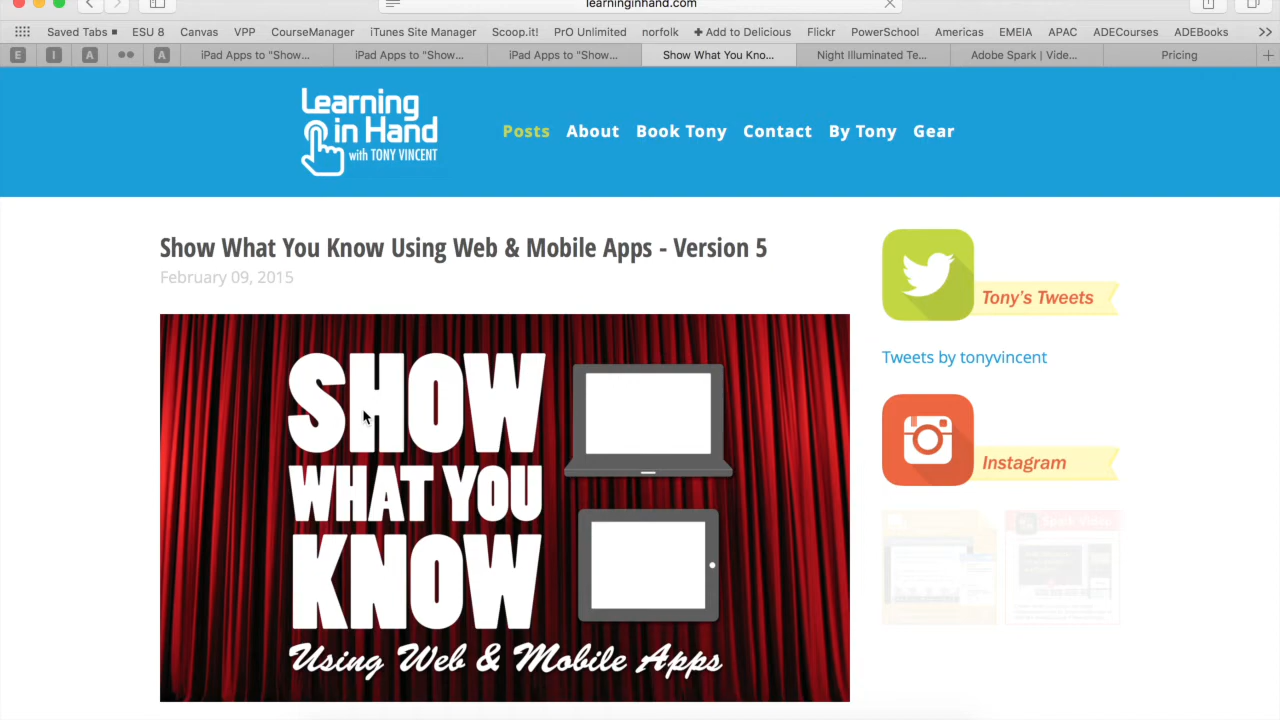 learninginhand.com
Saved Tabs ESU 8 Canvas VPP CourseManager iTunes Site Manager Scoop.it! PrO Unlimited norfolk + Add to Delicious Flickr PowerSchool Americas EMEIA APAC ADECourses ADEBooks >>
E I A A iPad Apps to "Show... iPad Apps to "Show... iPad Apps to "Show... Show What You Kno... Night Illuminated Te... Adobe Spark | Vide... Pricing +
Learning
in Hand
with TONY VINCENT
Posts About Book Tony Contact By Tony Gear
Show What You Know Using Web & Mobile Apps - Version 5
February 09, 2015
SHOW
WHAT YOU
KNOW
Using Web & Mobile Apps
Tony's Tweets
Tweets by tonyvincent
Instagram
Spark Video